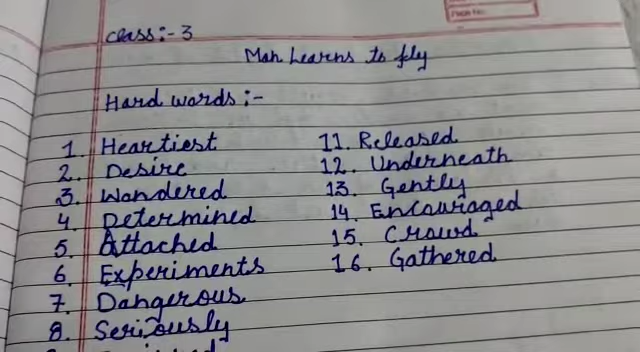 class:- 3
Man Learns to fly
Hard words:-
1. Heartiest
2. Desire
3. Wondered
4. Determined
5. Attached
6. Experiments
7. Dangerous
8. Seriously
11. Released
12. Underneath
13. Gently
14. Encouraged
15. Crowd
16. Gathered